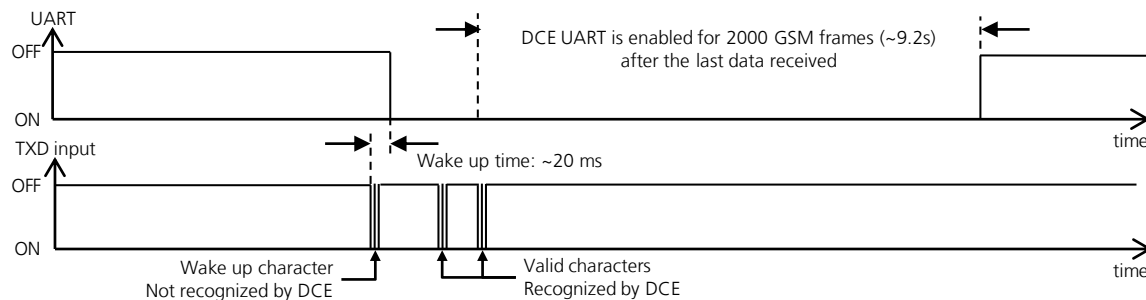 UART
OFF
DCE UART is enabled for 2000 GSM frames (~9.2s)
after the last data received
ON
time
TXD input
Wake up time: ~20 ms
OFF
ON
time
Wake up character
Not recognized by DCE
Valid characters
Recognized by DCE